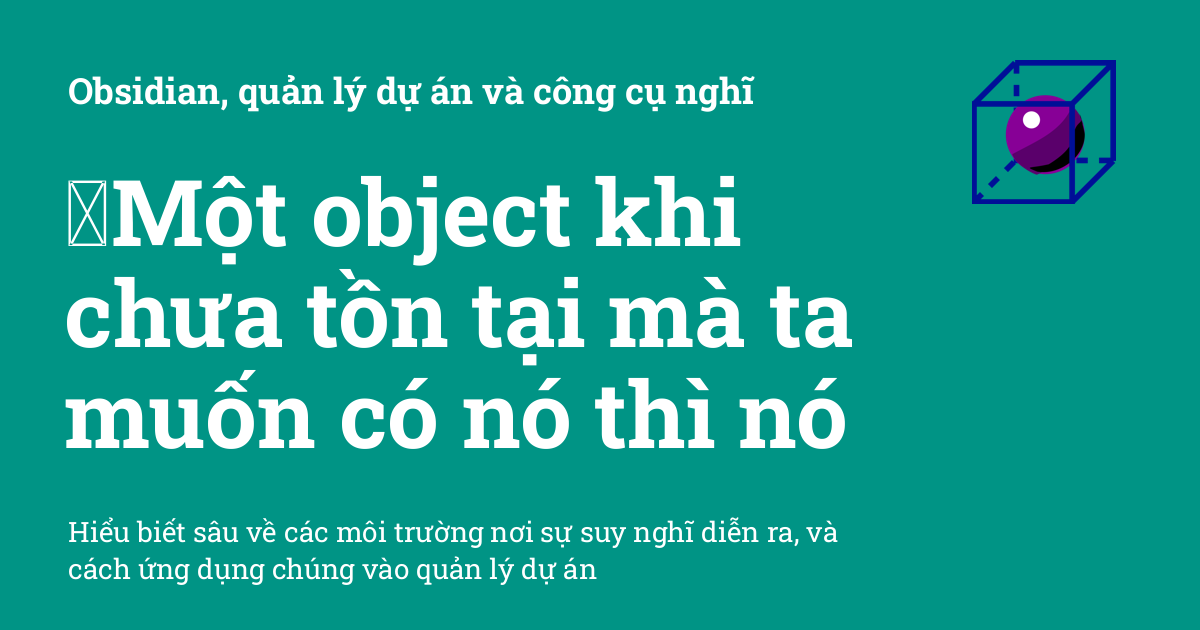 Obsidian, quản lý dự án và công cụ nghĩ
Một object khi
chưa tồn tại mà ta
muốn có nó thì nó
Hiểu biết sâu về các môi trường nơi sự suy nghĩ diễn ra, và
cách ứng dụng chúng vào quản lý dự án